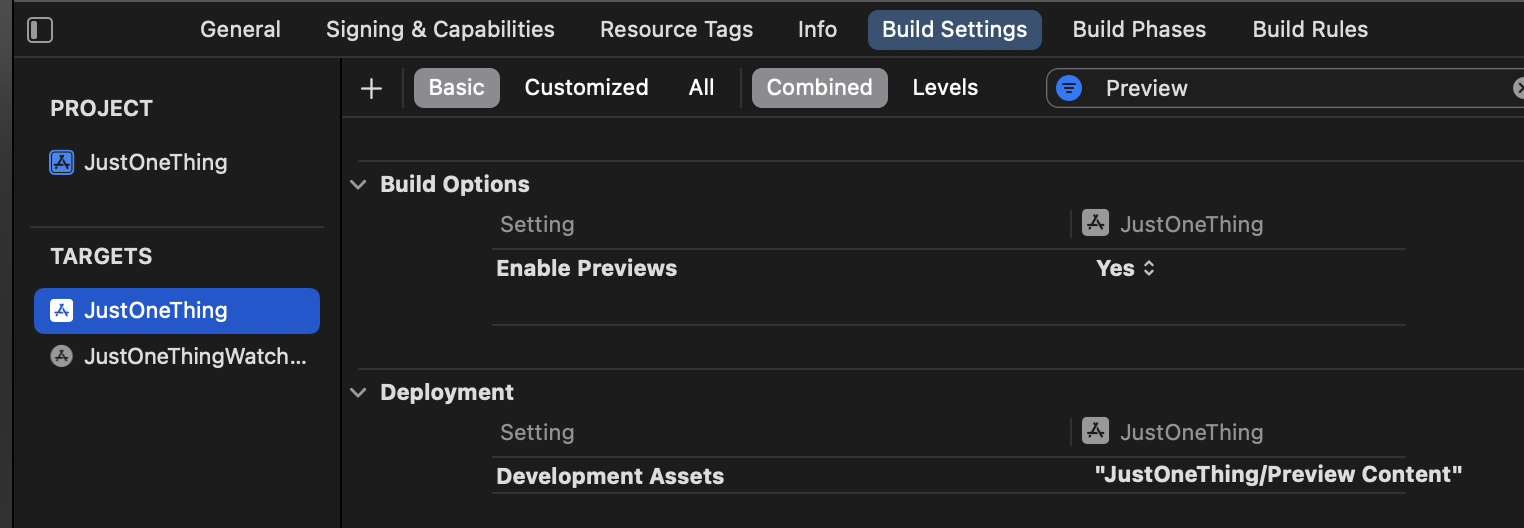 General Signing & Capabilities Resource Tags Info Build Settings Build Phases Build Rules
Basic Customized All Combined Levels Preview
PROJECT
JustOneThing
TARGETS
JustOneThing
JustOneThingWatch...
Build Options
Setting JustOneThing
Enable Previews Yes
Deployment
Setting JustOneThing
Development Assets "JustOneThing/Preview Content"